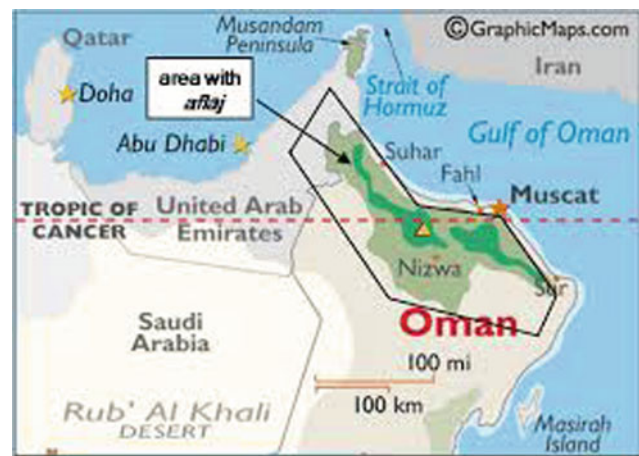 ©GraphicMaps.com
Musandam
Peninsula
Qatar
Iran
area with
aflaj
Strait of
Hormuz
Doha
Gulf of Oman
Abu Dhabi
Suhar
Fahl
Muscat
TROPIC OF
CANCER
United Arab
Emirates
Nizwa
Sur
Oman
Saudi
Arabia
100 mi
100 km
Rub' Al Khali
DESERT
Masirah
Island